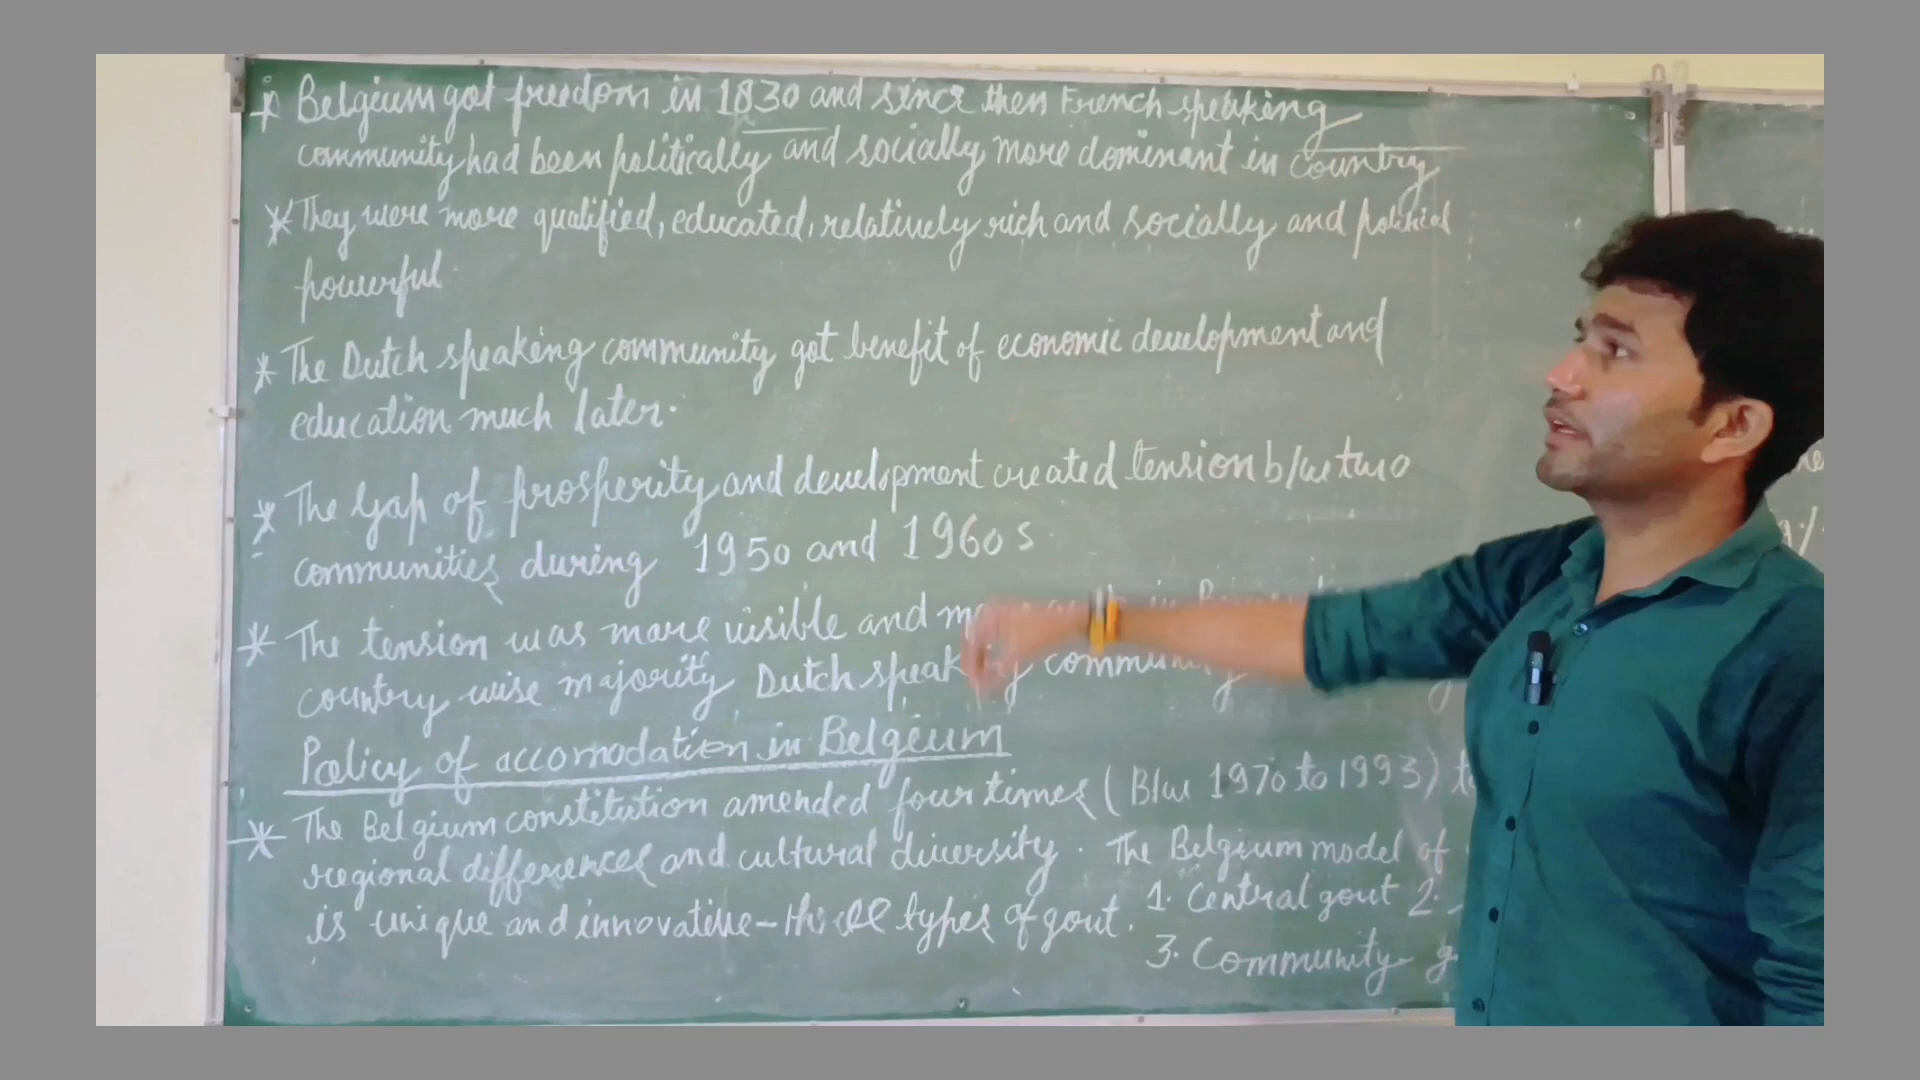 * Belgium got freedom in 1830 and since then French speaking
community had been politically and socially more dominant in country
* They were more qualified, educated, relatively rich and socially and political
powerful.
* The Dutch speaking community got benefit of economic development and
education much later.
* The gap of prosperity and development created tension b/w two
communities during 1950 and 1960s
* The tension was more visible and in
country wise majority Dutch speaking
Policy of accomodation in Belgium
* The Belgium constitution amended four times (B/w 1970 to 1993)
regional differences and cultural diversity. The Belgium model of
is unique and innovative - three types of govt. 1. Central govt 2.
3. Community